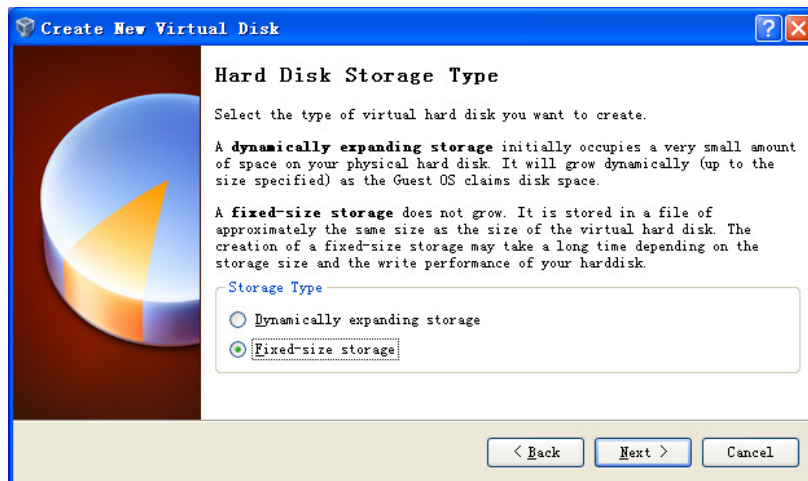 Create New Virtual Disk
Hard Disk Storage Type
Select the type of virtual hard disk you want to create.
A dynamically expanding storage initially occupies a very small amount
of space on your physical hard disk. It will grow dynamically (up to the
size specified) as the Guest OS claims disk space.
A fixed-size storage does not grow. It is stored in a file of
approximately the same size as the size of the virtual hard disk. The
creation of a fixed-size storage may take a long time depending on the
storage size and the write performance of your harddisk.
Storage Type
Dynamically expanding storage
Fixed-size storage
< Back Next > Cancel